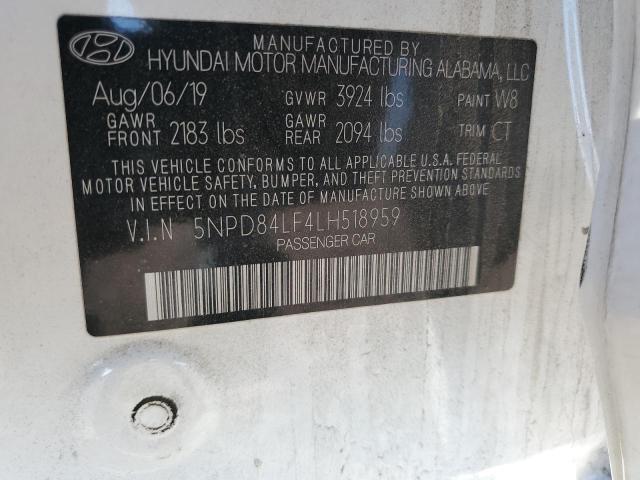 MANUFACTURED BY
HYUNDAI MOTOR MANUFACTURING ALABAMA, LLC
Aug/06/19 GVWR 3924 lbs PAINT W8
GAWR FRONT 2183 lbs GAWR REAR 2094 lbs TRIM CT
THIS VEHICLE CONFORMS TO ALL APPLICABLE U.S.A. FEDERAL
MOTOR VEHICLE SAFETY, BUMPER, AND THEFT PREVENTION STANDARDS
IN EFFECT ON THE DATE OF MANUFACTURE SHOWN ABOVE.
V.I.N 5NPD84LF4LH518959
PASSENGER CAR